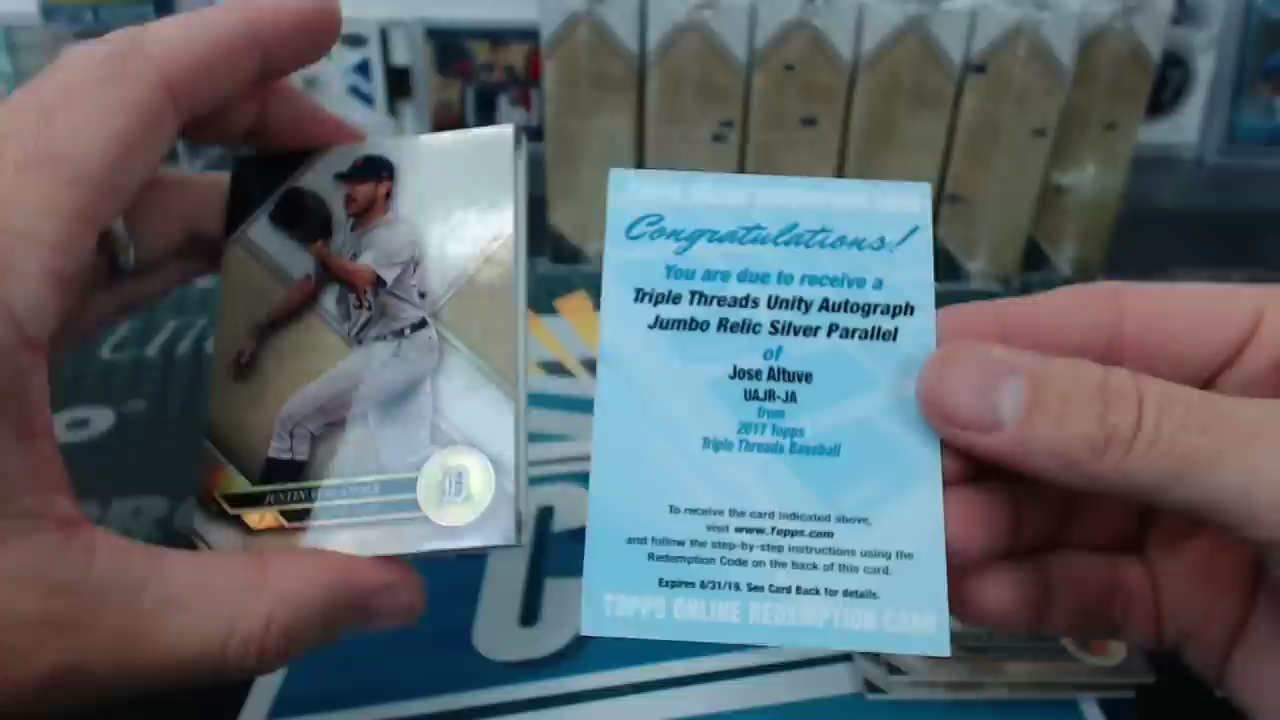 Congratulations!
You are due to receive a
Triple Threads Unity Autograph
Jumbo Relic Silver Parallel
of
Jose Altuve
UAJR-JA
from
2017 Topps
Triple Threads Baseball
To receive the card indicated above,
visit www.Topps.com
and follow the step-by-step instructions using the
Redemption Code on the back of this card.
Expires 8/31/19. See Card Back for details.
TOPPS ONLINE REDEMPTION CARD
35
JUSTIN VERLANDER
D